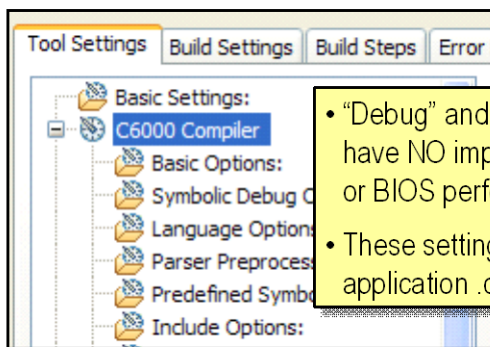 Tool Settings Build Settings Build Steps Error
Basic Settings:
C6000 Compiler
Basic Options:
Symbolic Debug
Language Option
Parser Preproces
Predefined Symbo
Include Options:
• “Debug” and
have NO imp
or BIOS perf
• These setting
application .c